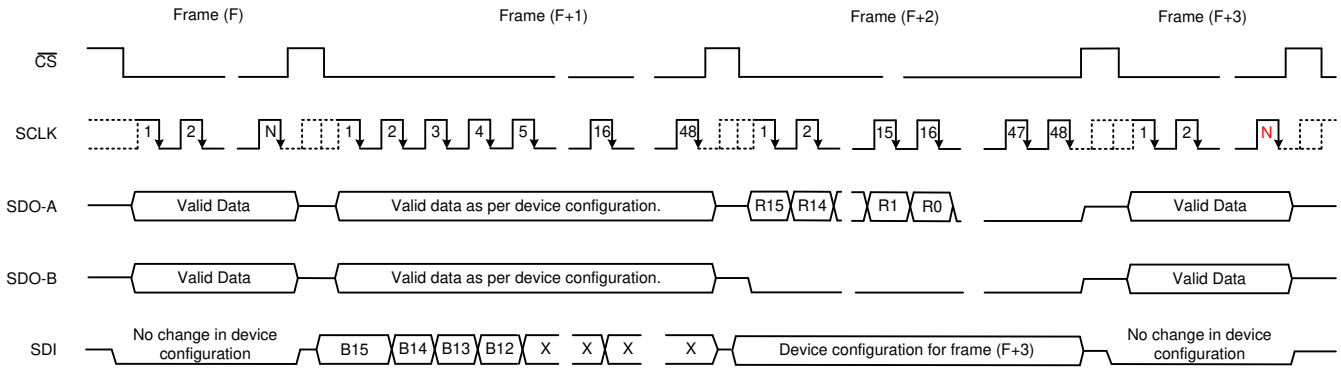 Frame (F) Frame (F+1) Frame (F+2) Frame (F+3)
CS
SCLK 1 2 N 1 2 3 4 5 16 48 1 2 15 16 47 48 1 2 N
SDO-A Valid Data Valid data as per device configuration. R15 R14 R1 R0 Valid Data
SDO-B Valid Data Valid data as per device configuration. Valid Data
SDI No change in device configuration B15 B14 B13 B12 X X X X Device configuration for frame (F+3) No change in device configuration